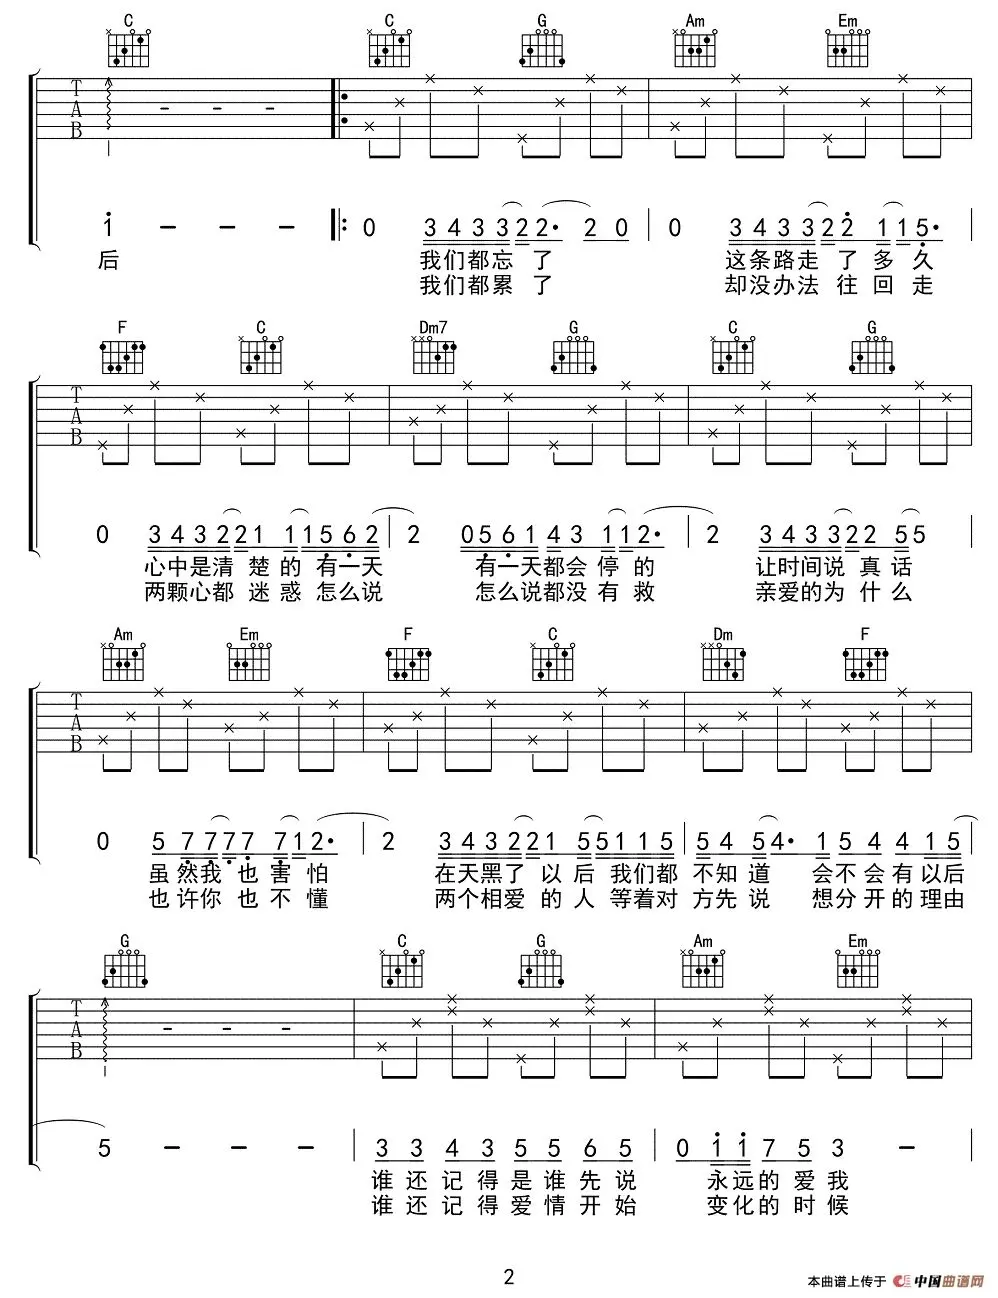 C C G Am Em
T A B
1 — — — 0 3 4 3 3 2 2 2· 2 0 0 3 4 3 3 2 2 1 1 5·
后 我们都忘了 这条路走了多久
我们都累了 却没办法往回走
F C Dm7 G C G
T A B
0 3 4 3 2 2 1 1 1 5 6 2 2 0 5 6 1 4 3 1 1 2· 2 3 4 3 3 2 2 5 5
心中是清楚的有一天 有一天都会停的 让时间说真话
两颗心都迷惑怎么说 怎么说都没有救 亲爱的为什么
Am Em F C Dm F
T A B
0 5 7 7 7 7 7 1 2· 2 3 4 3 2 2 1 5 5 1 1 5 5 4 5 4· 1 5 4 1 5
虽然我也害怕 在天黑了以后我们都不知道会不会有以后
也许你也不懂 两个相爱的人等着对方先说想分开的理由
G C G Am Em
T A B
5 — — — 3 3 4 3 5 5 6 5 0 1 1 7 5 3 —
谁还记得是谁先说 永远的爱我
谁还记得爱情开始 变化的时候
2
本曲谱上传于 中国曲谱网